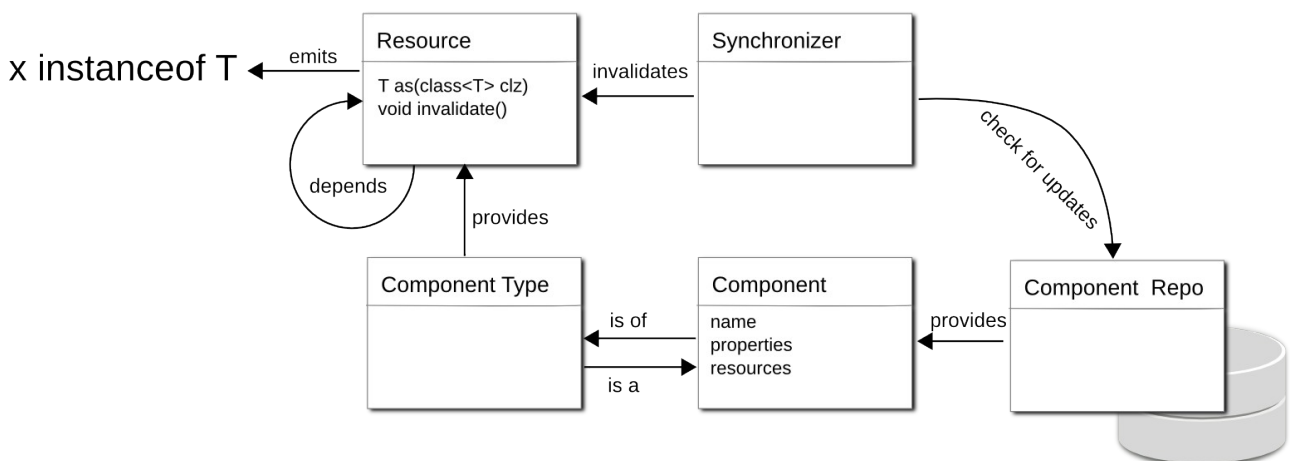 x instanceof T
emits
Resource
T as(class<T> clz)
void invalidate()
invalidates
Synchronizer
check for updates
depends
provides
Component Type
is of
is a
Component
name
properties
resources
provides
Component Repo